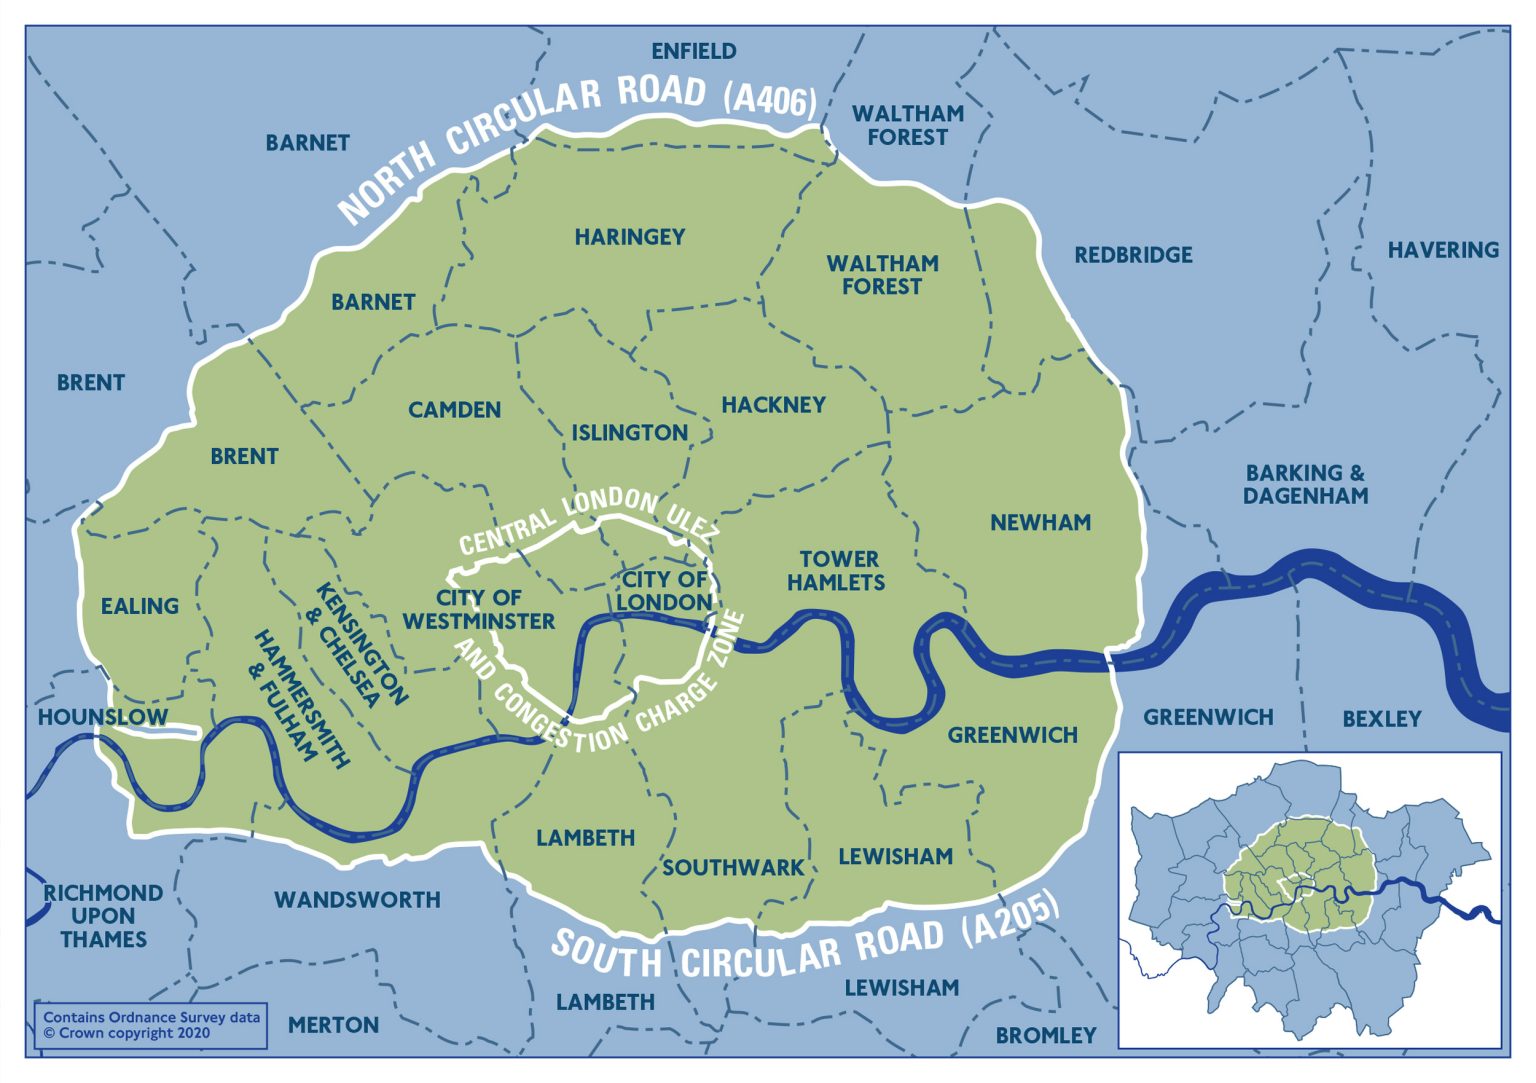 ENFIELD
NORTH CIRCULAR ROAD (A406)
WALTHAM
FOREST
BARNET
HARINGEY
REDBRIDGE
HAVERING
WALTHAM
FOREST
BARNET
BRENT
CAMDEN
HACKNEY
ISLINGTON
BRENT
BARKING &
DAGENHAM
CENTRAL LONDON ULEZ
AND CONGESTION CHARGE ZONE
NEWHAM
TOWER
HAMLETS
CITY OF
LONDON
CITY OF
WESTMINSTER
EALING
KENSINGTON
& CHELSEA
HAMMERSMITH
& FULHAM
HOUNSLOW
GREENWICH
GREENWICH
BEXLEY
LAMBETH
SOUTHWARK
LEWISHAM
RICHMOND
UPON
THAMES
WANDSWORTH
SOUTH CIRCULAR ROAD (A205)
LAMBETH
LEWISHAM
MERTON
BROMLEY
Contains Ordnance Survey data
© Crown copyright 2020